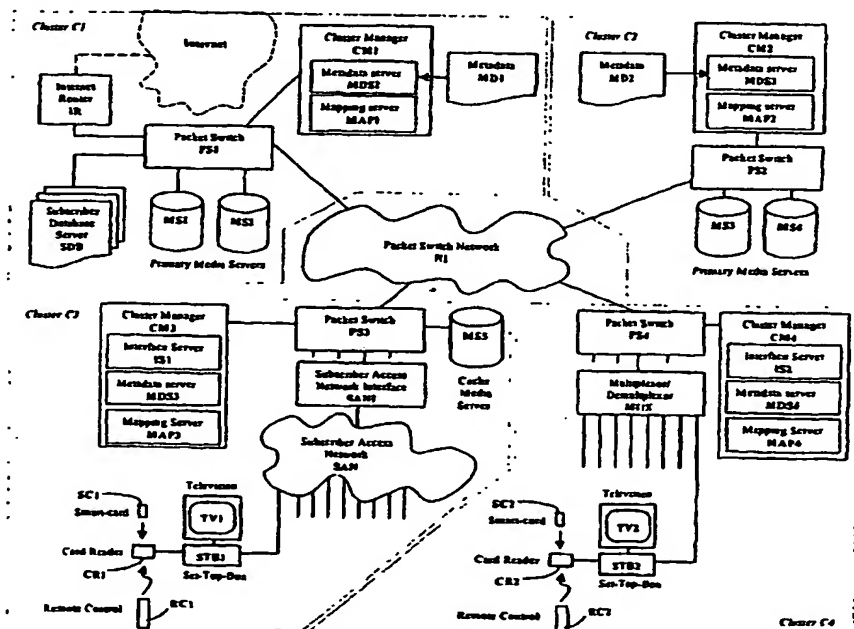 Cluster C1
Internet
Cluster Manager
CM1
Metadata server
MDS2
Mapping server
MAP1
Metadata
MD1
Cluster C2
Metadata
MD2
Cluster Manager
CM2
Metadata server
MDS2
Mapping server
MAP2
Internet
Router
IR
Packet Switch
PS1
Packet Switch
PS2
Subscriber
Database
Server
SDB
MS1
MS2
Primary Media Servers
MS3
MS4
Primary Media Servers
Packet Switch Network
N1
Cluster C3
Cluster Manager
CM3
Interface Server
IS1
Metadata server
MDS3
Mapping Server
MAP3
Packet Switch
PS3
MS5
Cache
Media
Server
Subscriber Access
Network Interface
SANI
Subscriber Access
Network
SAN
Packet Switch
PS4
Multiplexor/
Demultiplexor
Cluster Manager
CM4
Interface Server
IS2
Metadata server
MDS4
Mapping Server
MAP4
SC1
Smart-card
Television
TV1
Card Reader
STB1
CR1
Set-Top-Box
Remote Control
RC1
SC2
Smart-card
Television
TV2
Card Reader
STB2
CR2
Set-Top-Box
Remote Control
RC2
Cluster C4